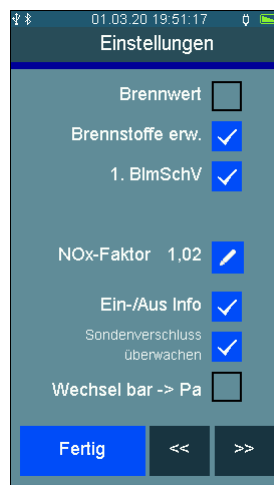 01.03.20 19:51:17
Einstellungen
Brennwert
Brennstoffe erw.
1. BImSchV
NOx-Faktor 1,02
Ein-/Aus Info
Sondenverschluss
überwachen
Wechsel bar -> Pa
Fertig << >>